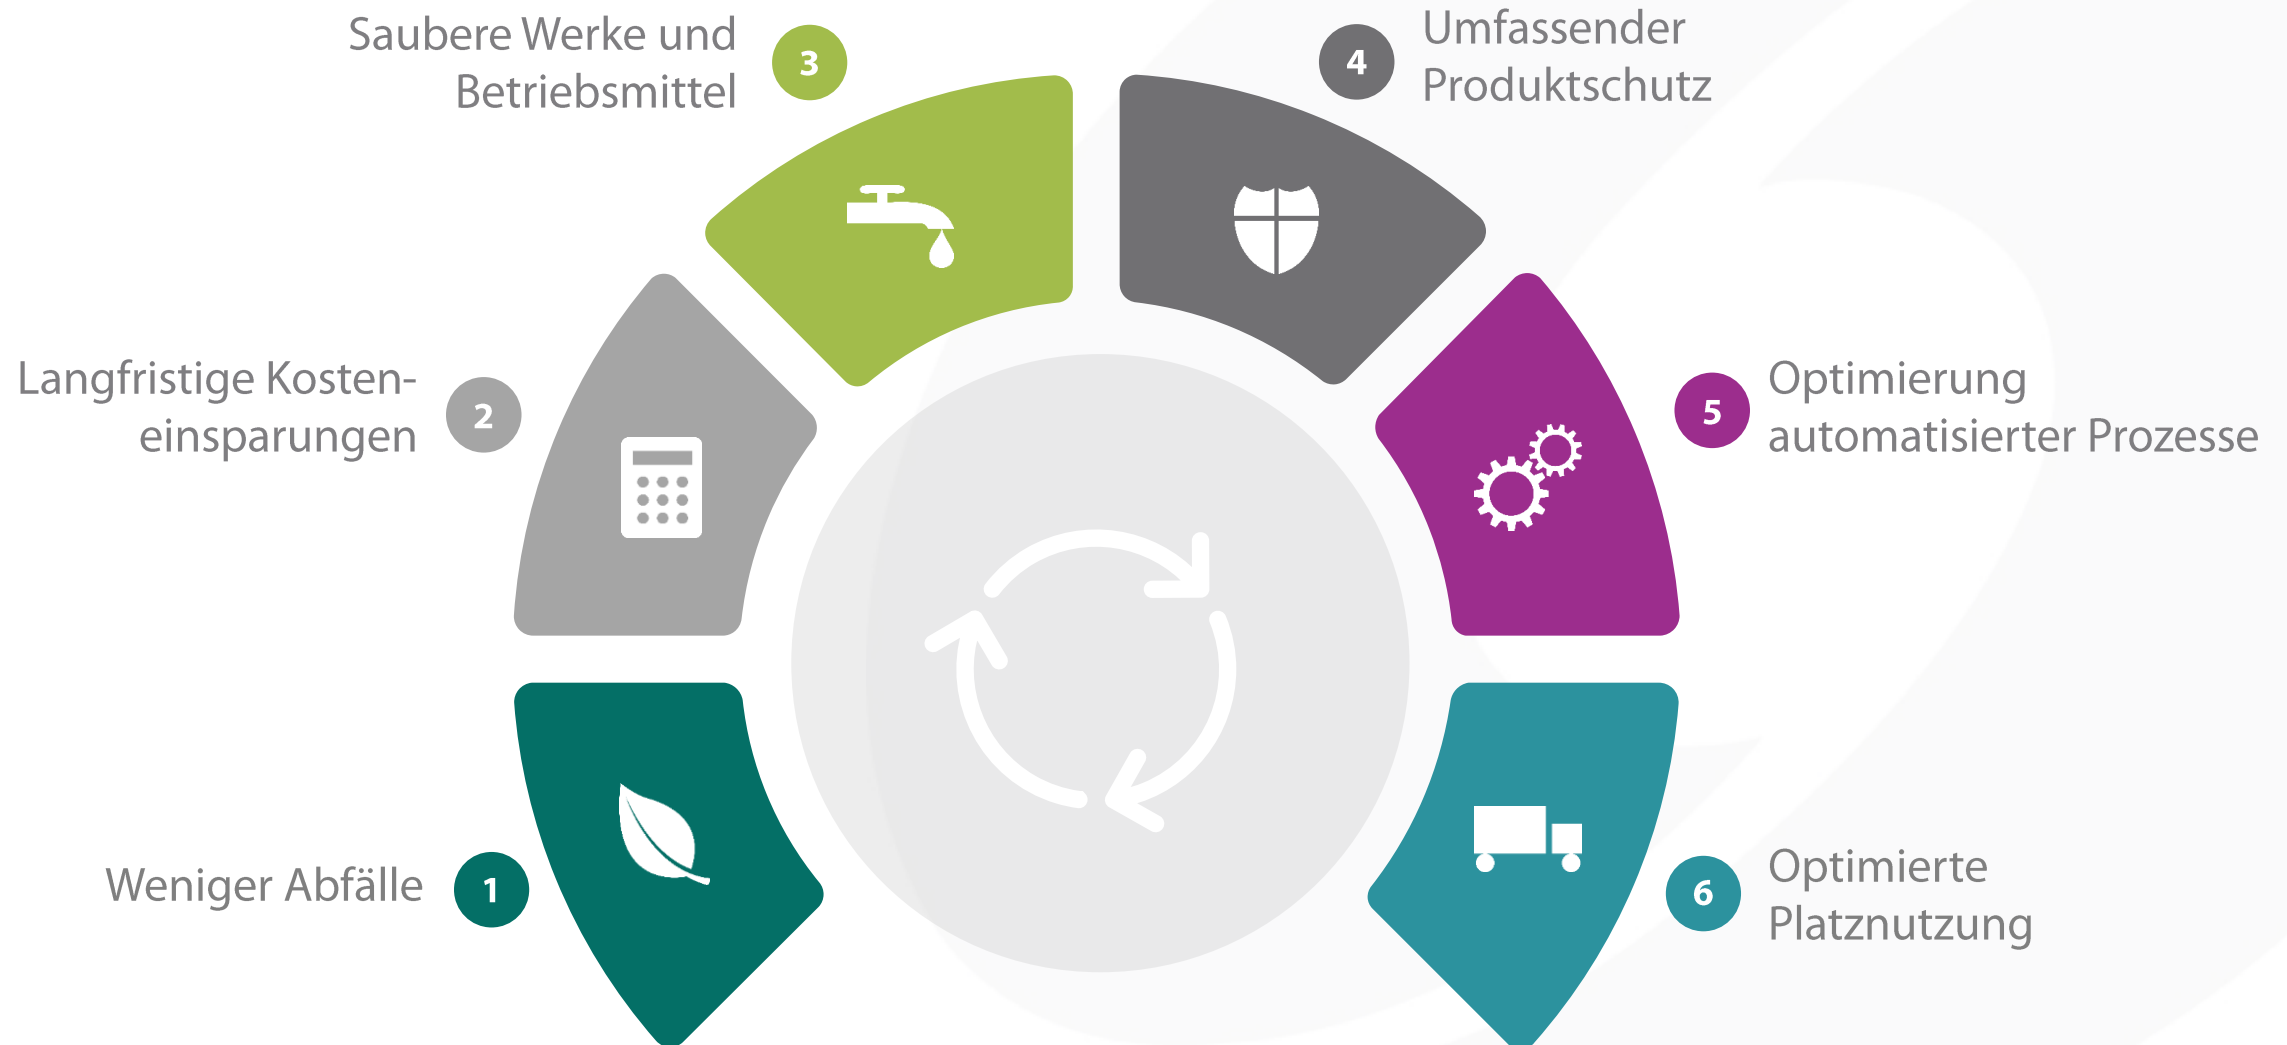 1
Weniger Abfälle
2
Langfristige Kosten-
einsparungen
3
Saubere Werke und
Betriebsmittel
4
Umfassender
Produktschutz
5
Optimierung
automatisierter Prozesse
6
Optimierte
Platznutzung